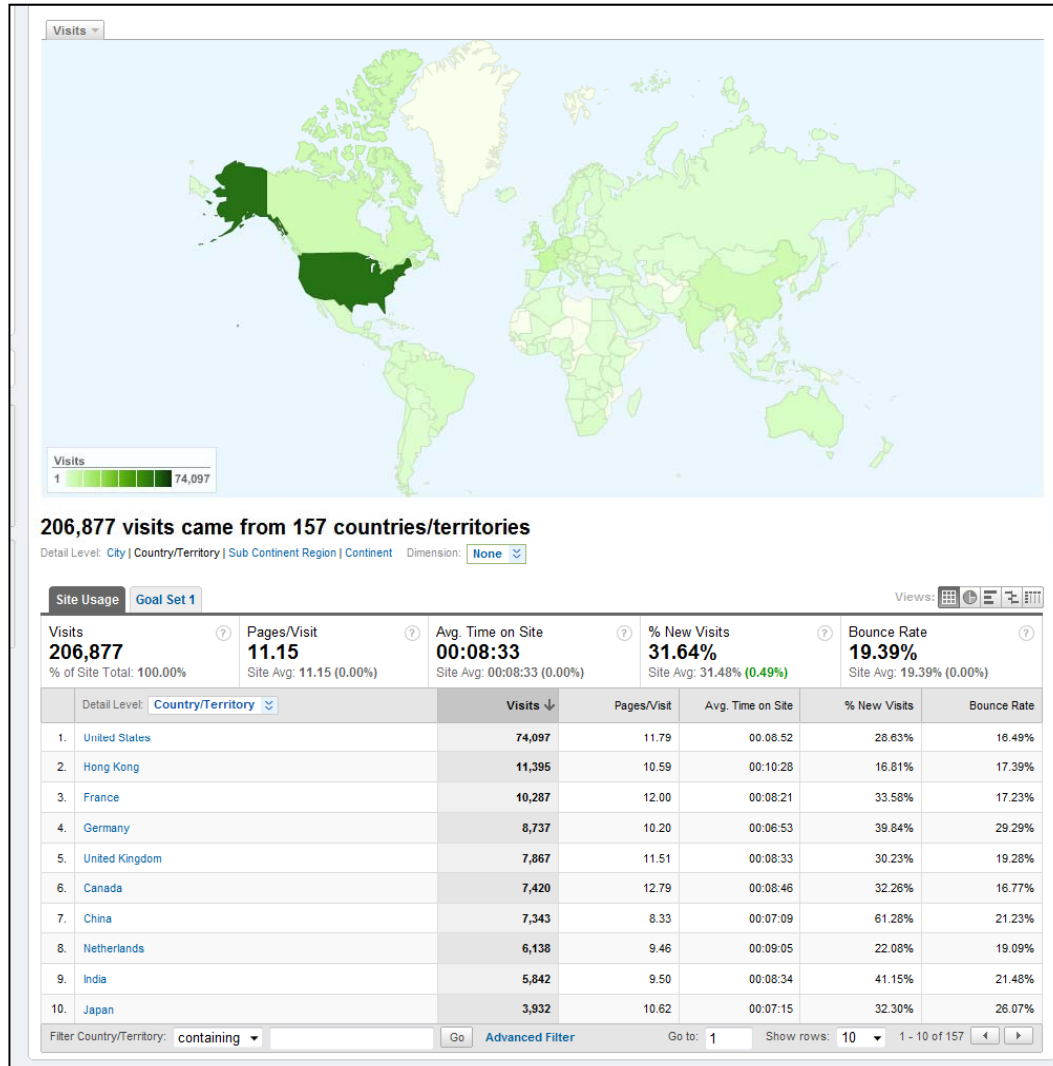 Visits
Visits
1 74,097
206,877 visits came from 157 countries/territories
Detail Level: City | Country/Territory | Sub Continent Region | Continent Dimension: None
Site Usage Goal Set 1 Views:
Visits ? Pages/Visit ? Avg. Time on Site ? % New Visits ? Bounce Rate ?
206,877 11.15 00:08:33 31.64% 19.39%
% of Site Total: 100.00% Site Avg: 11.15 (0.00%) Site Avg: 00:08:33 (0.00%) Site Avg: 31.48% (0.49%) Site Avg: 19.39% (0.00%)
Detail Level: Country/Territory Visits ↓ Pages/Visit Avg. Time on Site % New Visits Bounce Rate
1. United States 74,097 11.79 00:08:52 28.63% 16.49%
2. Hong Kong 11,395 10.59 00:10:28 16.81% 17.39%
3. France 10,287 12.00 00:08:21 33.58% 17.23%
4. Germany 8,737 10.20 00:06:53 39.84% 29.29%
5. United Kingdom 7,867 11.51 00:08:33 30.23% 19.28%
6. Canada 7,420 12.79 00:08:46 32.26% 16.77%
7. China 7,343 8.33 00:07:09 61.28% 21.23%
8. Netherlands 6,138 9.46 00:09:05 22.08% 19.09%
9. India 5,842 9.50 00:08:34 41.15% 21.48%
10. Japan 3,932 10.62 00:07:15 32.30% 26.07%
Filter Country/Territory: containing Go Advanced Filter Go to: 1 Show rows: 10 1 - 10 of 157